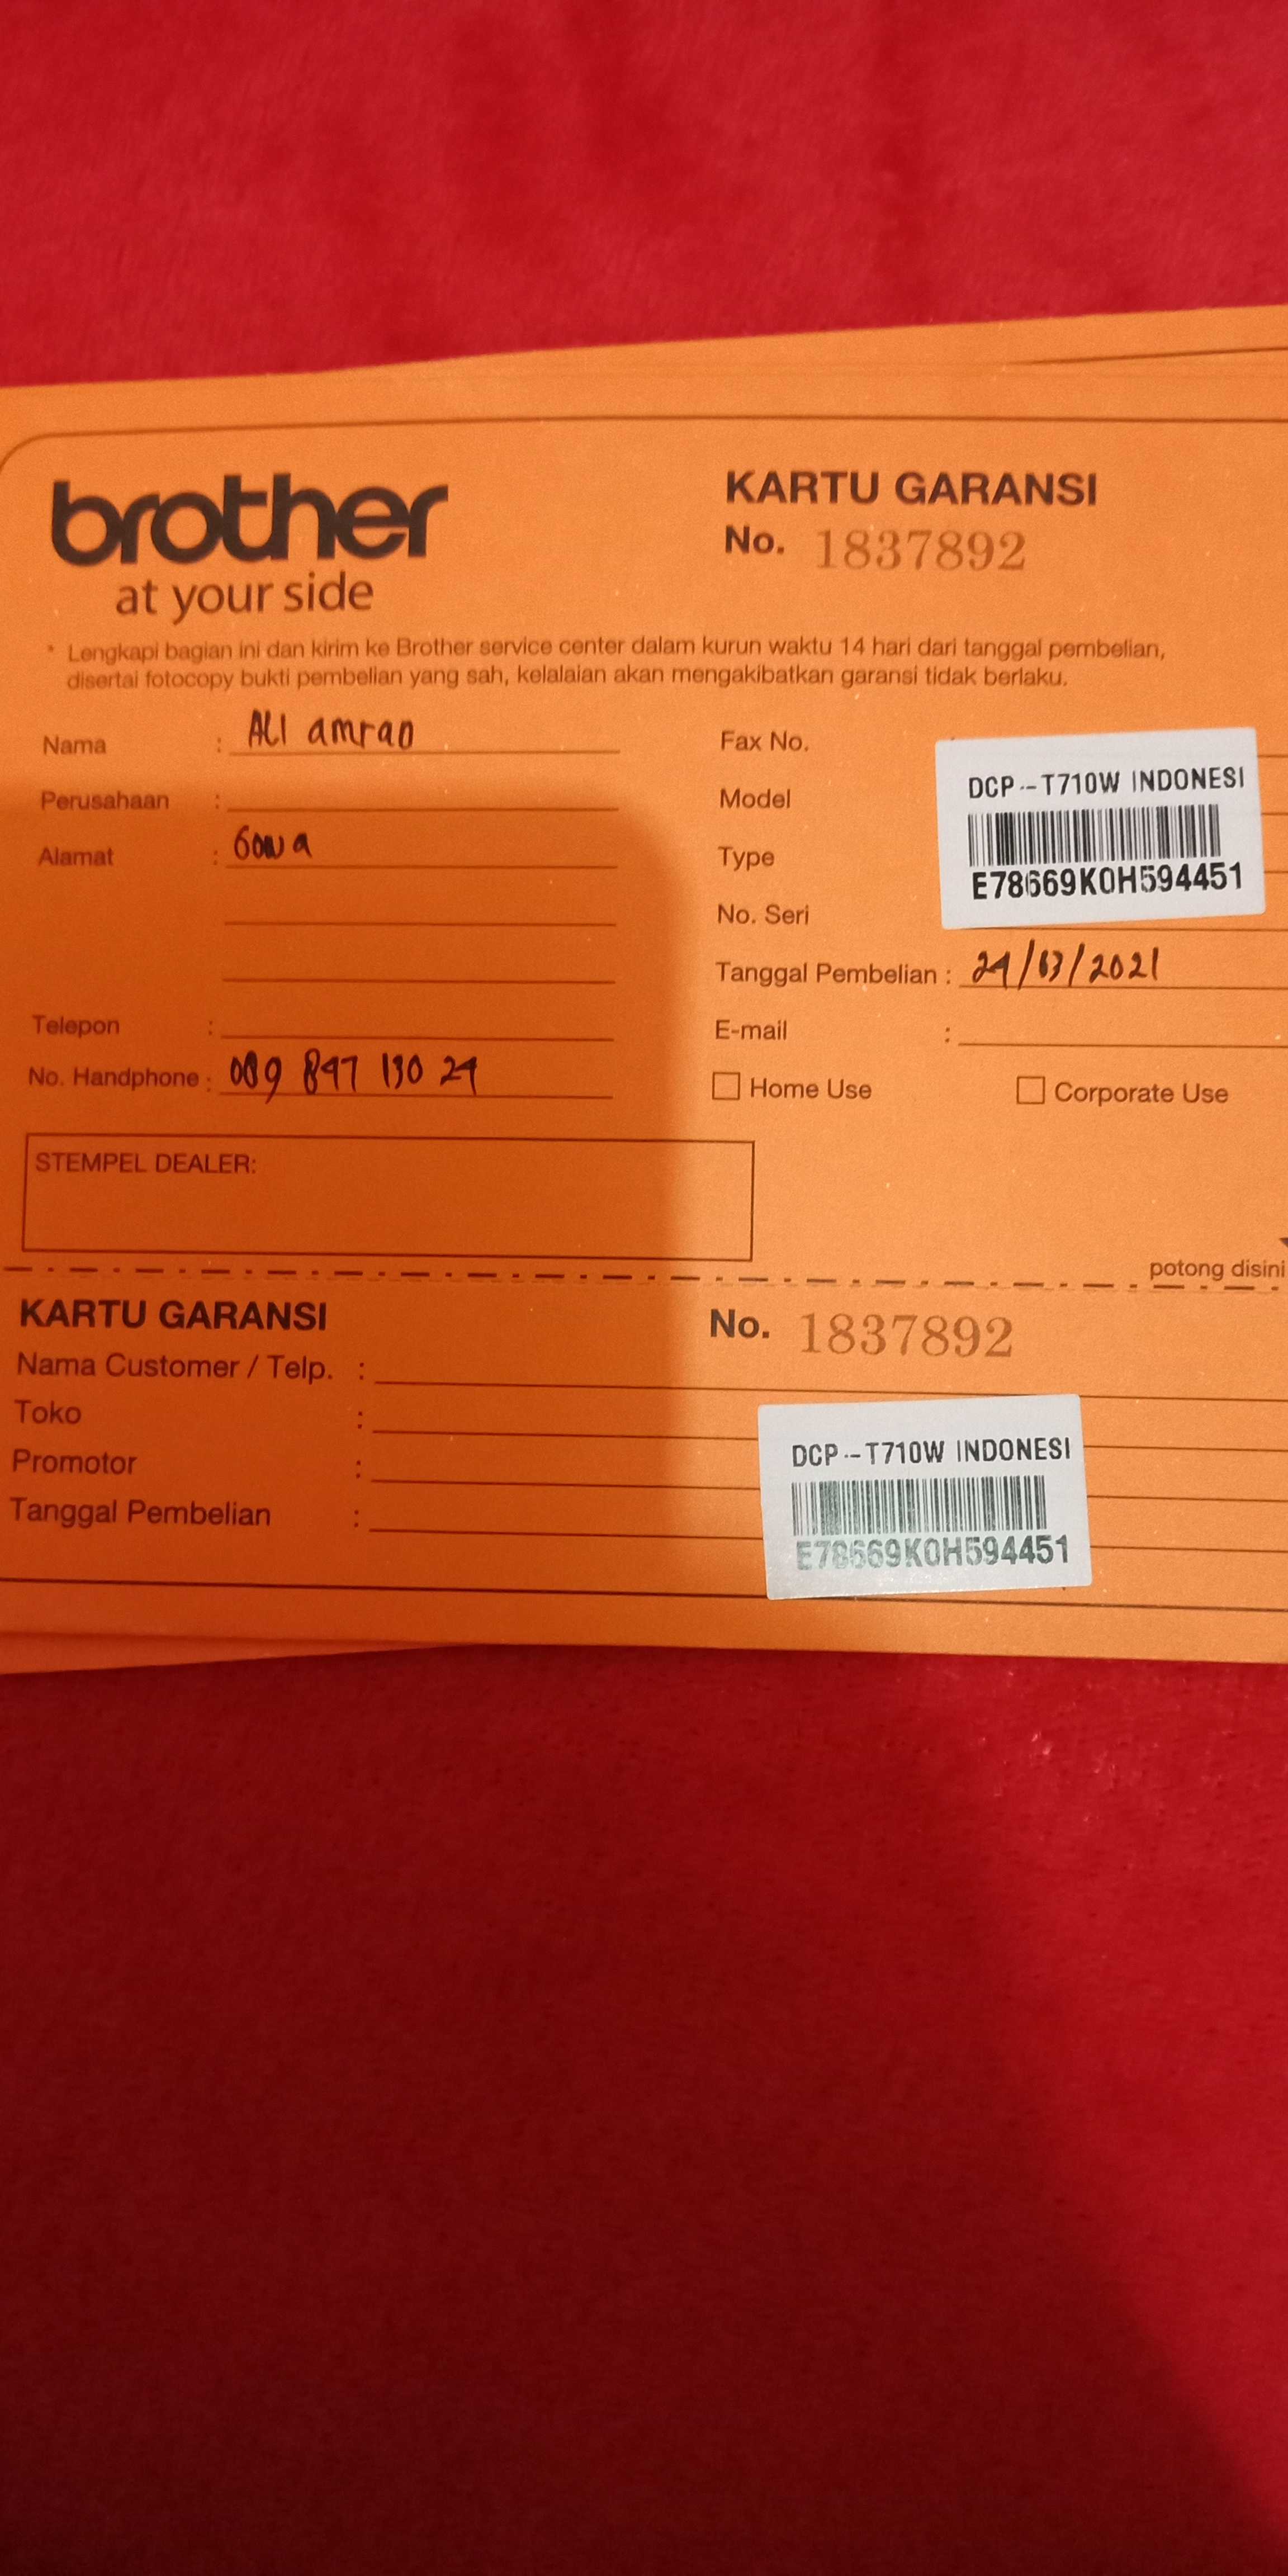 brother
at your side
KARTU GARANSI
No. 1837892
* Lengkapi bagian ini dan kirim ke Brother service center dalam kurun waktu 14 hari dari tanggal pembelian,
disertai fotocopy bukti pembelian yang sah, kelalaian akan mengakibatkan garansi tidak berlaku.
Nama : ALI amrao
Perusahaan :
Alamat : Gowa
Telepon :
No. Handphone : 089 897 130 29
Fax No.
Model
Type
No. Seri
DCP--T710W INDONESI
E78669K0H594451
Tanggal Pembelian : 29/03/2021
E-mail :
Home Use
Corporate Use
STEMPEL DEALER:
potong disini
KARTU GARANSI
No. 1837892
Nama Customer / Telp. :
Toko :
Promotor :
Tanggal Pembelian :
DCP--T710W INDONESI
E78669K0H594451